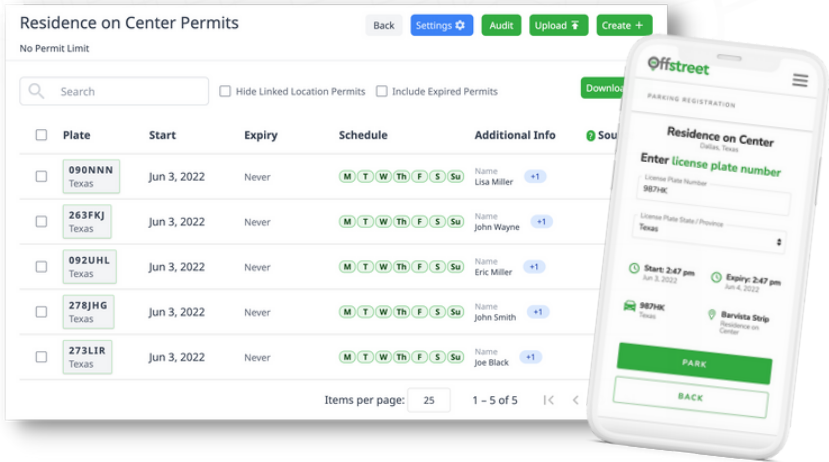 Residence on Center Permits
Back
Settings
Audit
Upload
Create +
No Permit Limit
Search
Hide Linked Location Permits
Include Expired Permits
Plate
Start
Expiry
Schedule
Additional Info
?
090NNN
Texas
Jun 3, 2022
Never
M T W Th F S Su
Name
Lisa Miller
+1
263FKJ
Texas
Jun 3, 2022
Never
M T W Th F S Su
Name
John Wayne
+1
092UHL
Texas
Jun 3, 2022
Never
M T W Th F S Su
Name
Eric Miller
+1
278JHG
Texas
Jun 3, 2022
Never
M T W Th F S Su
Name
John Smith
+1
273LIR
Texas
Jun 3, 2022
Never
M T W Th F S Su
Name
Joe Black
+1
Items per page:
25
1 – 5 of 5
Offstreet
PARKING REGISTRATION
Residence on Center
Dallas, Texas
Enter license plate number
License Plate Number
987HK
License Plate State / Province
Texas
Start: 2:47 pm
Jun 3, 2022
Expiry: 2:47 pm
Jun 4, 2022
987HK
Texas
Barvista Strip
Residence on
Center
PARK
BACK